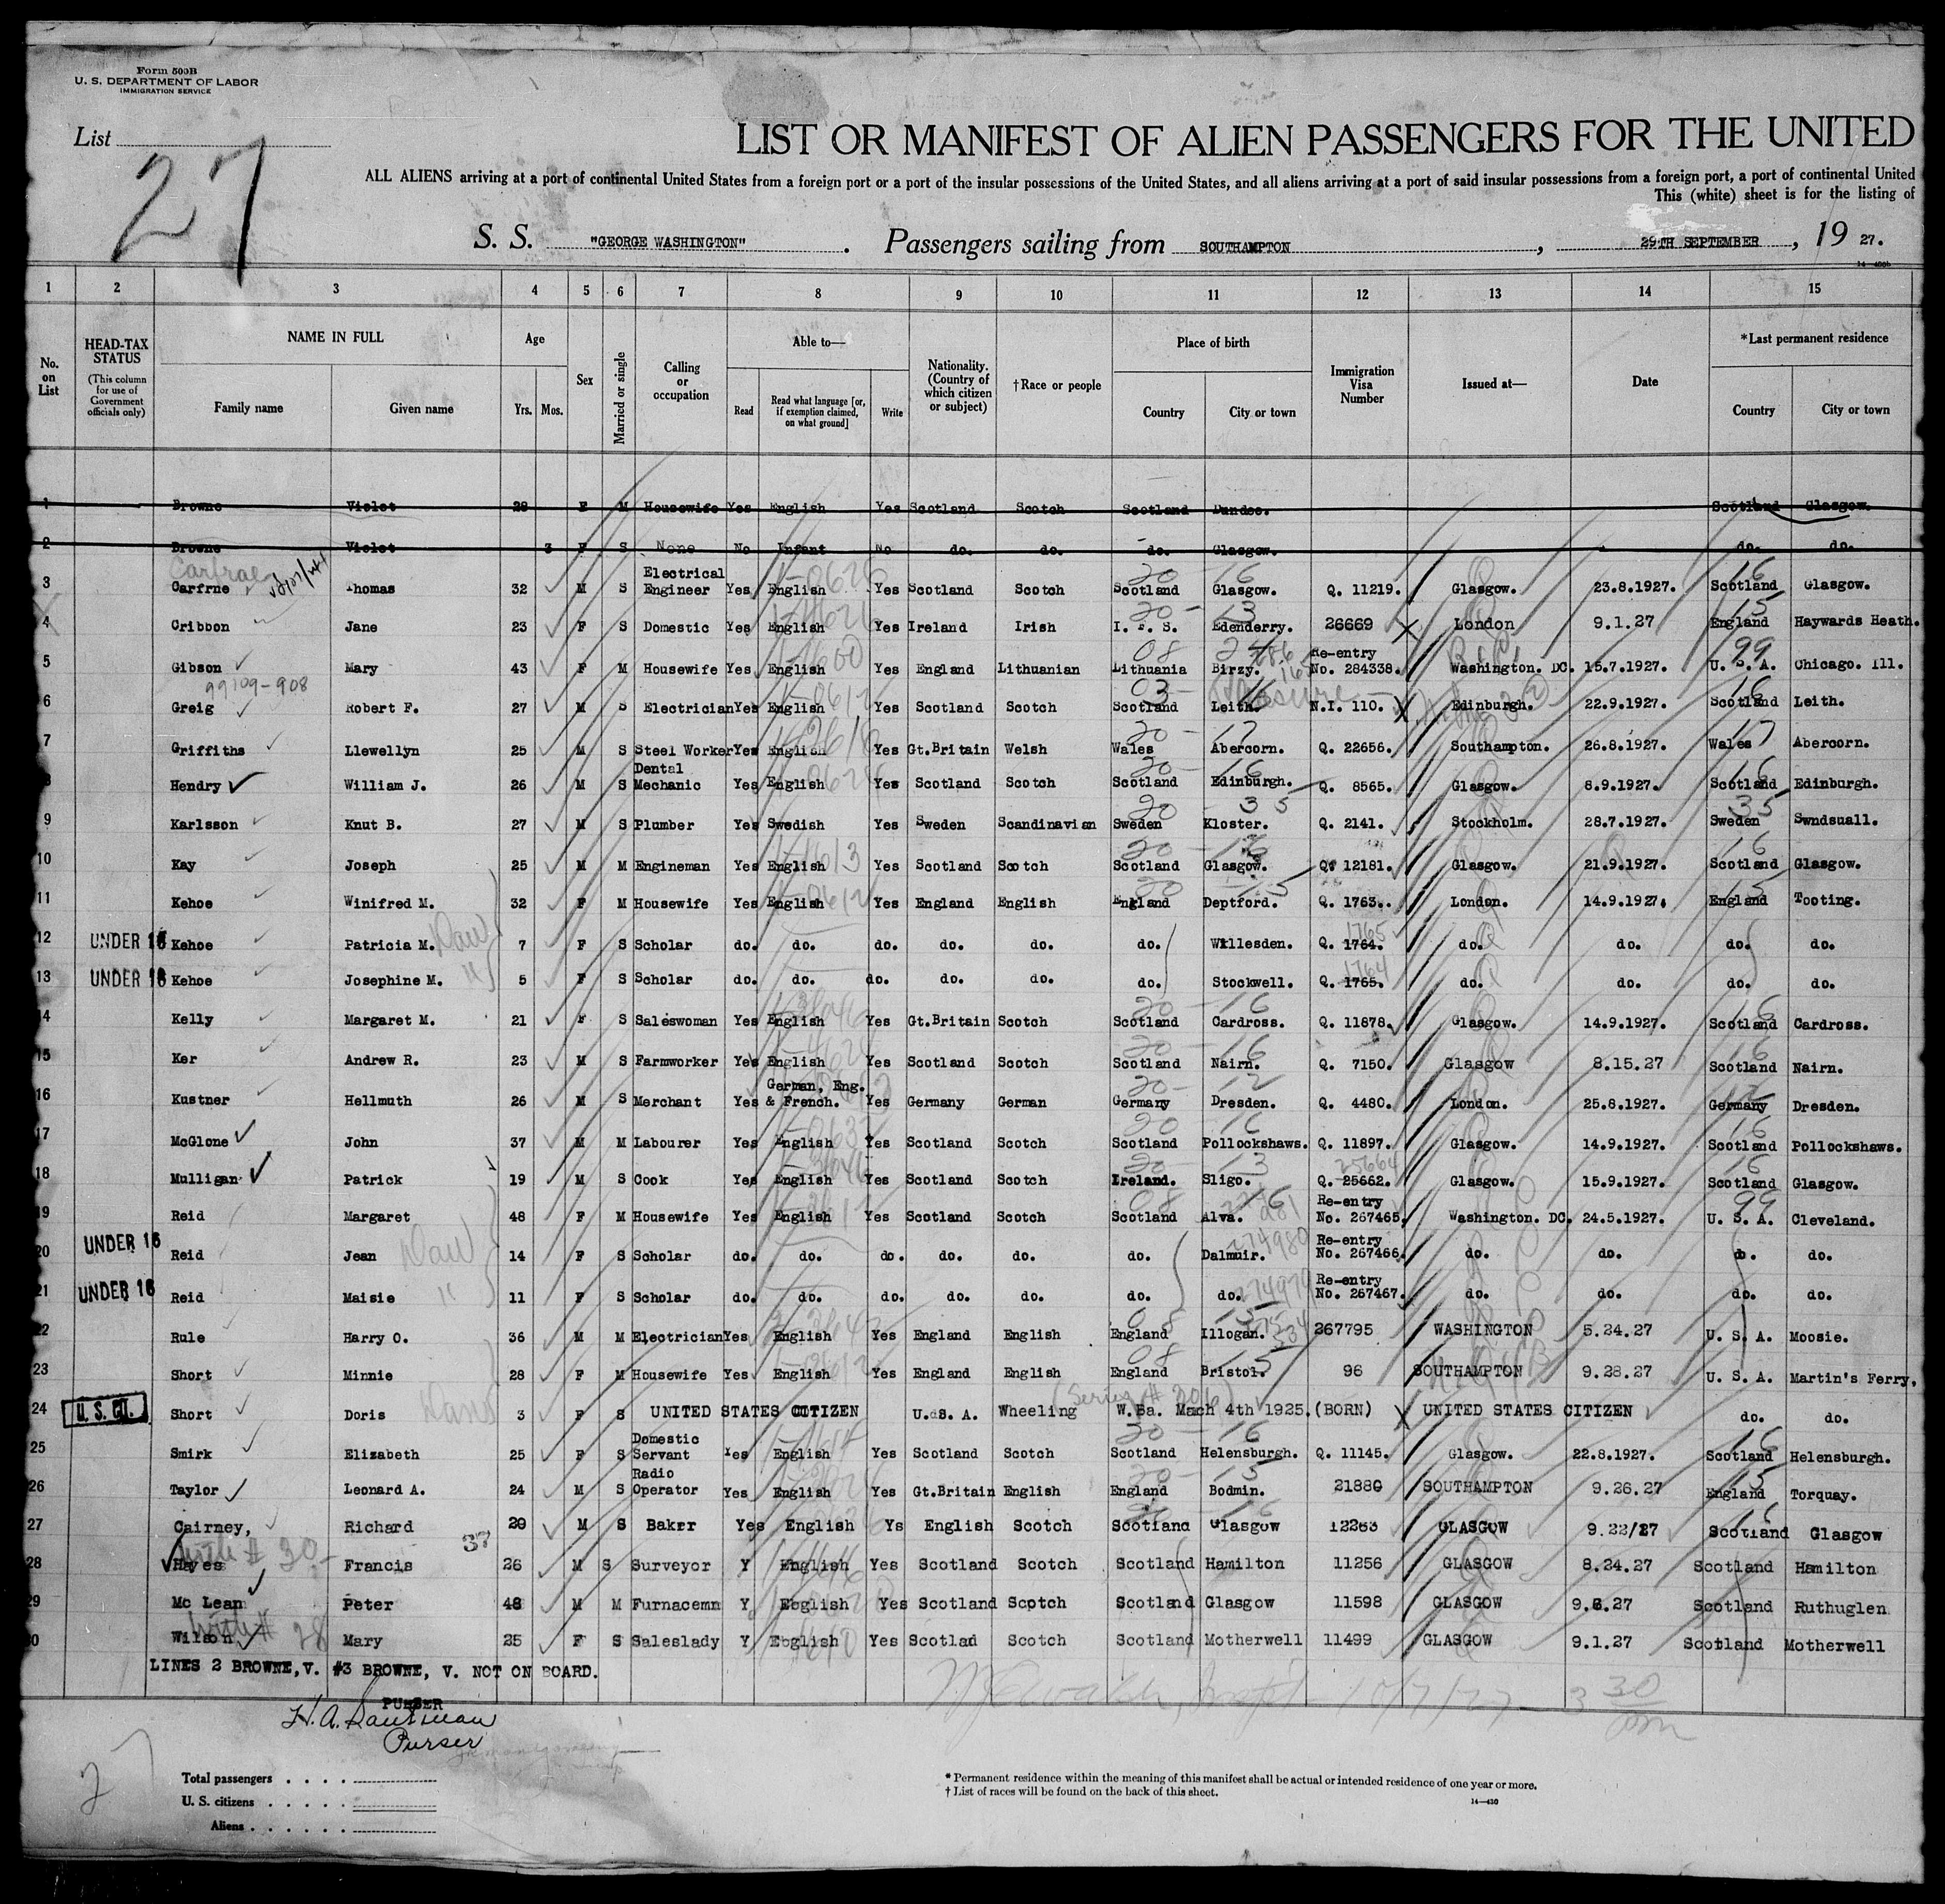 Form 500B
U. S. DEPARTMENT OF LABOR
IMMIGRATION SERVICE
List
27
LIST OR MANIFEST OF ALIEN PASSENGERS FOR THE UNITED
ALL ALIENS arriving at a port of continental United States from a foreign port or a port of the insular possessions of the United States, and all aliens arriving at a port of said insular possessions from a foreign port, a port of continental United
This (white) sheet is for the listing of
S. S. "GEORGE WASHINGTON" . Passengers sailing from SOUTHAMPTON , 29TH SEPTEMBER , 19 27.
1 2 3 4 5 6 7 8 9 10 11 12 13 14 15
No. on List HEAD-TAX STATUS (This column for use of Government officials only) NAME IN FULL Family name Given name Age Yrs. Mos. Sex Married or single Calling or occupation Able to— Read Read what language [or, if exemption claimed, on what ground] Write Nationality. (Country of which citizen or subject) †Race or people Place of birth Country City or town Immigration Visa Number Issued at— Date *Last permanent residence Country City or town
1 Browne Violet 28 F M Housewife Yes English Yes Scotland Scotch Scotland Dundee. Scotland Glasgow.
2 Browne Violet 3 F S None No Infant No do. do. do. Glasgow. do. do.
Carfrae
3 Carfrne Thomas 32 M S Electrical Engineer Yes English Yes Scotland Scotch Scotland Glasgow. Q. 11219. Glasgow. 23.8.1927. Scotland Glasgow.
4 Cribbon Jane 23 F S Domestic Yes English Yes Ireland Irish I. F. S. Edenderry. 26669 London 9.1.27 England Haywards Heath.
5 Gibson Mary 43 F M Housewife Yes English Yes England Lithuanian Lithuania Birzy. Re-entry No. 284338. Washington. DC. 15.7.1927. U. S. A. Chicago. Ill.
99109-908
6 Greig Robert F. 27 M S Electrician Yes English Yes Scotland Scotch Scotland Leith. N.I. 110. Edinburgh. 22.9.1927. Scotland Leith.
7 Griffiths Llewellyn 25 M S Steel Worker Yes English Yes Gt.Britain Welsh Wales Abercorn. Q. 22656. Southampton. 26.8.1927. Wales Abercorn.
8 Hendry William J. 26 M S Dental Mechanic Yes English Yes Scotland Scotch Scotland Edinburgh. Q. 8565. Glasgow. 8.9.1927. Scotland Edinburgh.
9 Karlsson Knut B. 27 M S Plumber Yes Swedish Yes Sweden Scandinavian Sweden Kloster. Q. 2141. Stockholm. 28.7.1927. Sweden Swndsuall.
10 Kay Joseph 25 M M Engineman Yes English Yes Scotland Scotch Scotland Glasgow. Q. 12181. Glasgow. 21.9.1927. Scotland Glasgow.
11 Kehoe Winifred M. 32 F M Housewife Yes English Yes England English England Deptford. Q. 1763. London. 14.9.1927. England Tooting.
12 UNDER 16 Kehoe Patricia M. 7 F S Scholar do. do. do. do. do. do. Willesden. Q. 1764. 1765 do. do. do. do.
13 UNDER 16 Kehoe Josephine M. 5 F S Scholar do. do. do. do. do. do. Stockwell. Q. 1765. 1764 do. do. do. do.
14 Kelly Margaret M. 21 F S Saleswoman Yes English Yes Gt.Britain Scotch Scotland Cardross. Q. 11878. Glasgow. 14.9.1927. Scotland Cardross.
15 Ker Andrew R. 23 M S Farmworker Yes English Yes Scotland Scotch Scotland Nairn. Q. 7150. Glasgow 8.15.27 Scotland Nairn.
16 Kustner Hellmuth 26 M S Merchant Yes German, Eng. & French. Yes Germany German Germany Dresden. Q. 4480. London. 25.8.1927. Germany Dresden.
17 McGlone John 37 M M Labourer Yes English Yes Scotland Scotch Scotland Pollockshaws. Q. 11897. Glasgow. 14.9.1927. Scotland Pollockshaws.
18 Mulligan Patrick 19 M S Cook Yes English Yes Scotland Scotch Ireland. Sligo. Q. 25662. 25664 Glasgow. 15.9.1927. Scotland Glasgow.
19 Reid Margaret 48 F M Housewife Yes English Yes Scotland Scotch Scotland Alva. Re-entry No. 267465. Washington. DC. 24.5.1927. U. S. A. Cleveland.
20 UNDER 16 Reid Jean 14 F S Scholar do. do. do. do. do. do. Dalmuir. Re-entry No. 267466. do. do. do. do.
21 UNDER 16 Reid Maisie 11 F S Scholar do. do. do. do. do. do. do. Re-entry No. 267467. do. do. do. do.
22 Rule Harry O. 36 M M Electrician Yes English Yes England English England Illogan. 267795 WASHINGTON 5.24.27 U. S. A. Moosie.
23 Short Minnie 28 F M Housewife Yes English Yes England English England Bristol. 96 SOUTHAMPTON 9.28.27 U. S. A. Martin's Ferry.
24 U. S. CIT. Short Doris 3 F S UNITED STATES CITIZEN U.S. A. Wheeling W.Ba. Mach 4th 1925.(BORN) UNITED STATES CITIZEN do. do.
25 Smirk Elizabeth 25 F S Domestic Servant Yes English Yes Scotland Scotch Scotland Helensburgh. Q. 11145. Glasgow. 22.8.1927. Scotland Helensburgh.
26 Taylor Leonard A. 24 M S Radio Operator Yes English Yes Gt.Britain English England Bodmin. 21880 SOUTHAMPTON 9.26.27 England Torquay.
27 Cairney, Richard 29 M S Baker Yes English Ys English Scotch Scotland Glasgow 12263 GLASGOW 9.22/27 Scotland Glasgow
with # 30 37
28 Hayes Francis 26 M S Surveyor Y English Yes Scotland Scotch Scotland Hamilton 11256 GLASGOW 8.24.27 Scotland Hamilton
29 Mc Lean Peter 48 M M Furnacemn Y English Yes Scotland Scotch Scotland Glasgow 11598 GLASGOW 9.6.27 Scotland Ruthuglen
with # 28
30 Wilson Mary 25 F S Saleslady Y English Yes Scotlad Scotch Scotland Motherwell 11499 GLASGOW 9.1.27 Scotland Motherwell
LINES 2 BROWNE,V. #3 BROWNE, V. NOT ON BOARD.
PURSER
Purser
27
Total passengers
U. S. citizens
Aliens
* Permanent residence within the meaning of this manifest shall be actual or intended residence of one year or more.
† List of races will be found on the back of this sheet.
14—430